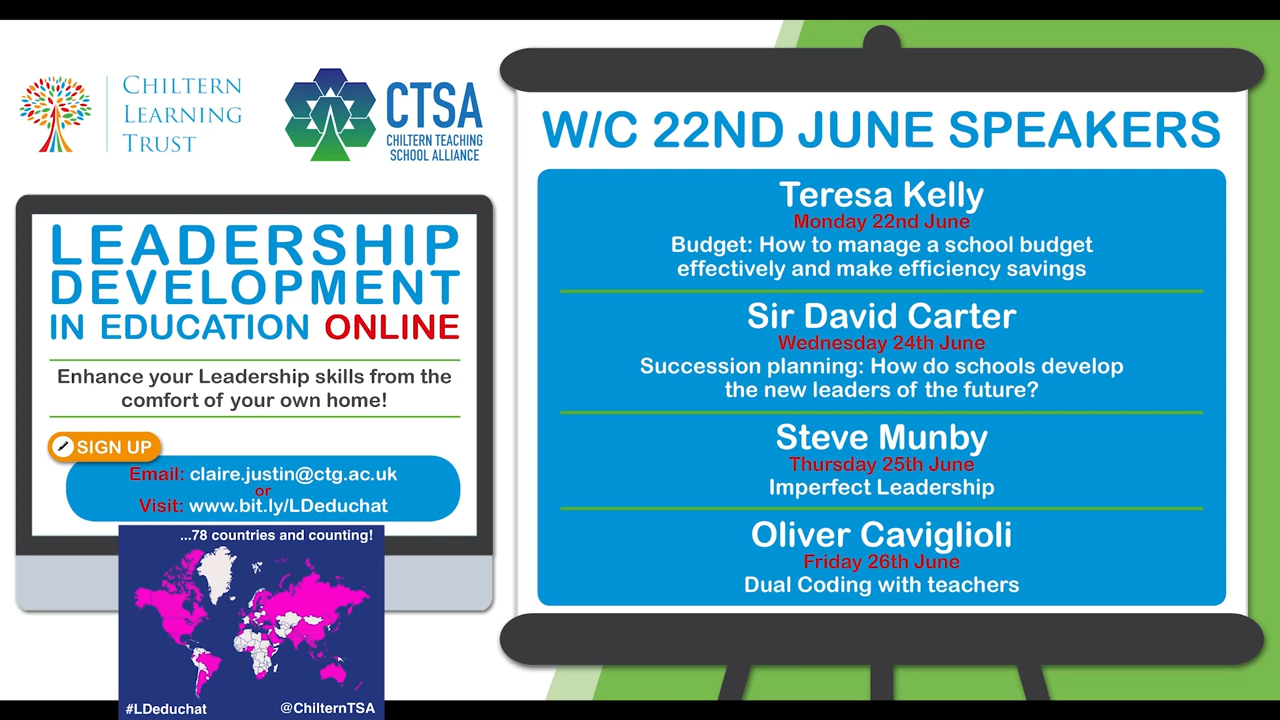 CHILTERN
LEARNING
TRUST
CTSA
CHILTERN TEACHING
SCHOOL ALLIANCE
LEADERSHIP
DEVELOPMENT
IN EDUCATION ONLINE
Enhance your Leadership skills from the
comfort of your own home!
SIGN UP
Email: claire.justin@ctg.ac.uk
or
Visit: www.bit.ly/LDeduchat
...78 countries and counting!
#LDeduchat
@ChilternTSA
W/C 22ND JUNE SPEAKERS
Teresa Kelly
Monday 22nd June
Budget: How to manage a school budget
effectively and make efficiency savings
Sir David Carter
Wednesday 24th June
Succession planning: How do schools develop
the new leaders of the future?
Steve Munby
Thursday 25th June
Imperfect Leadership
Oliver Caviglioli
Friday 26th June
Dual Coding with teachers